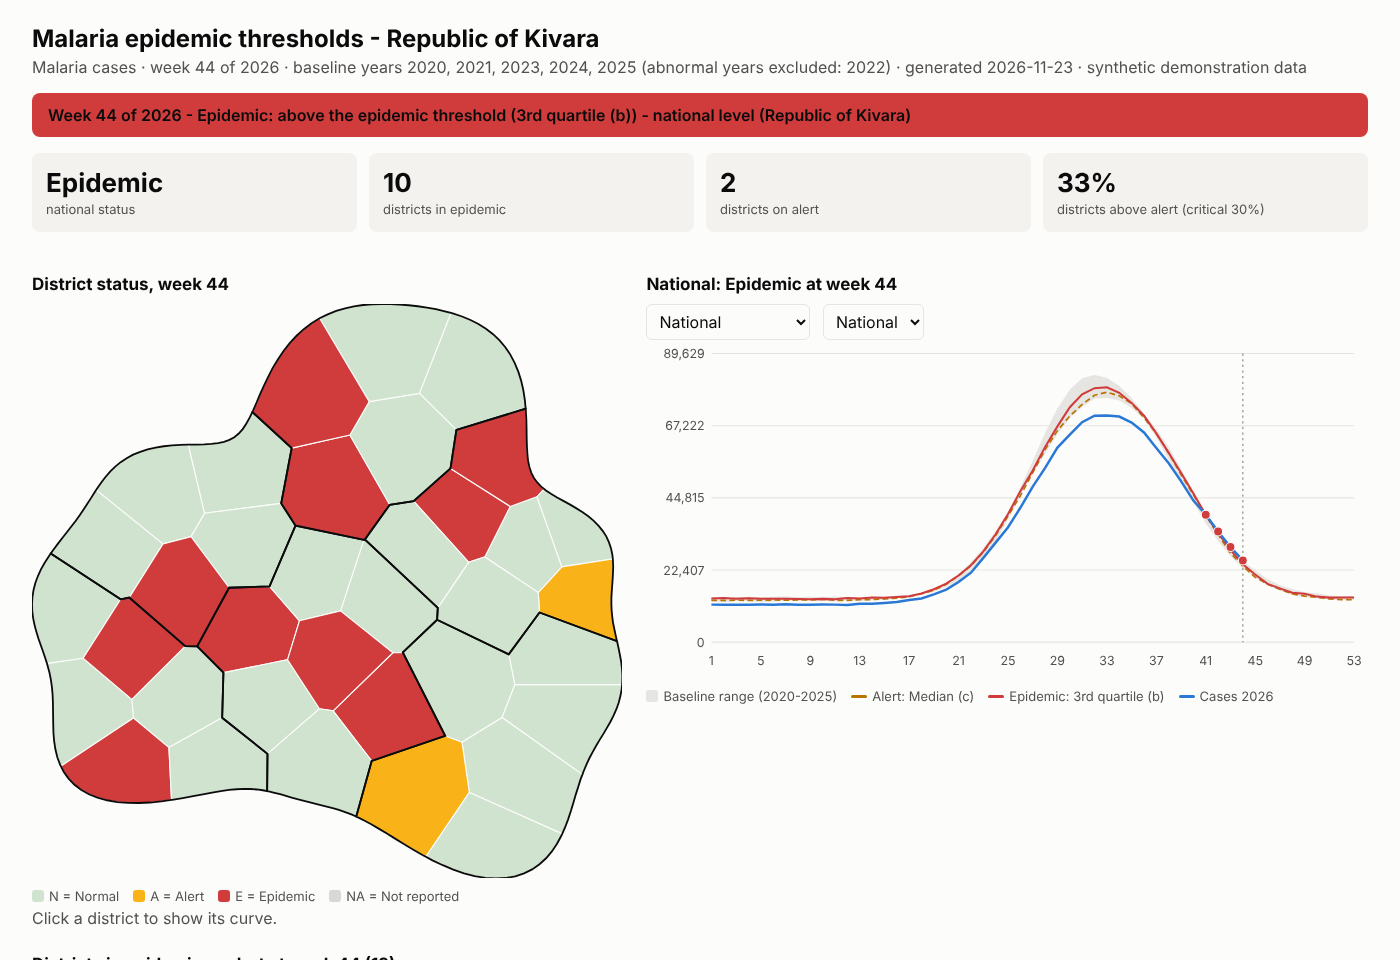 Malaria epidemic thresholds - Republic of Kivara
Malaria cases · week 44 of 2026 · baseline years 2020, 2021, 2023, 2024, 2025 (abnormal years excluded: 2022) · generated 2026-11-23 · synthetic demonstration data
Week 44 of 2026 - Epidemic: above the epidemic threshold (3rd quartile (b)) - national level (Republic of Kivara)
Epidemic
national status
10
districts in epidemic
2
districts on alert
33%
districts above alert (critical 30%)
District status, week 44
N = Normal A = Alert E = Epidemic NA = Not reported
Click a district to show its curve.
National: Epidemic at week 44
National National
89,629
67,222
44,815
22,407
0
1 5 9 13 17 21 25 29 33 37 41 45 49 53
Baseline range (2020-2025) Alert: Median (c) Epidemic: 3rd quartile (b) Cases 2026